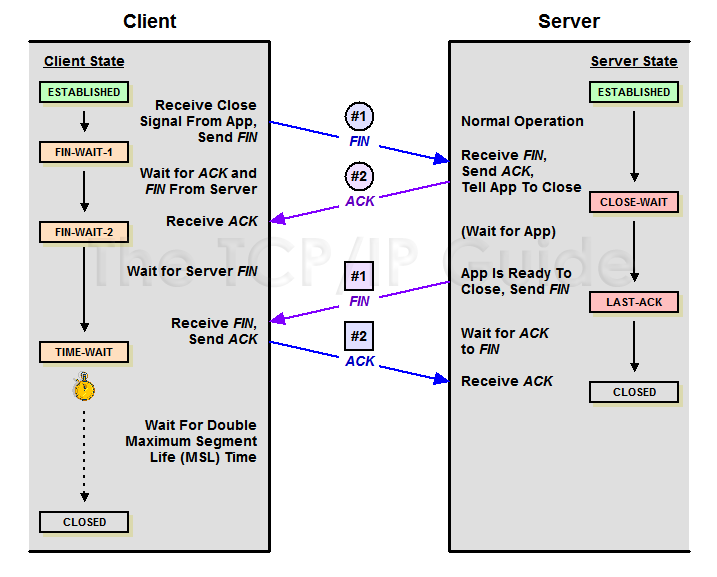 Client
Server
Client State
Server State
ESTABLISHED
ESTABLISHED
Receive Close
Signal From App,
Send FIN
#1
FIN
Normal Operation
FIN-WAIT-1
Receive FIN,
Send ACK,
Tell App To Close
Wait for ACK and
FIN From Server
#2
ACK
CLOSE-WAIT
Receive ACK
FIN-WAIT-2
(Wait for App)
The TCP/IP Guide
Wait for Server FIN
#1
FIN
App Is Ready To
Close, Send FIN
LAST-ACK
Receive FIN,
Send ACK
#2
ACK
Wait for ACK
to FIN
TIME-WAIT
Receive ACK
CLOSED
Wait For Double
Maximum Segment
Life (MSL) Time
CLOSED